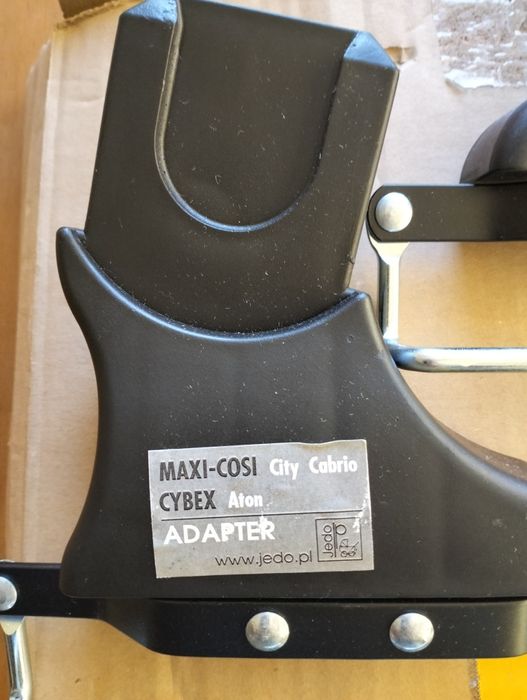 MAXI-COSI City Cabrio
CYBEX Aton
ADAPTER
www.jedo.pl
Jedo